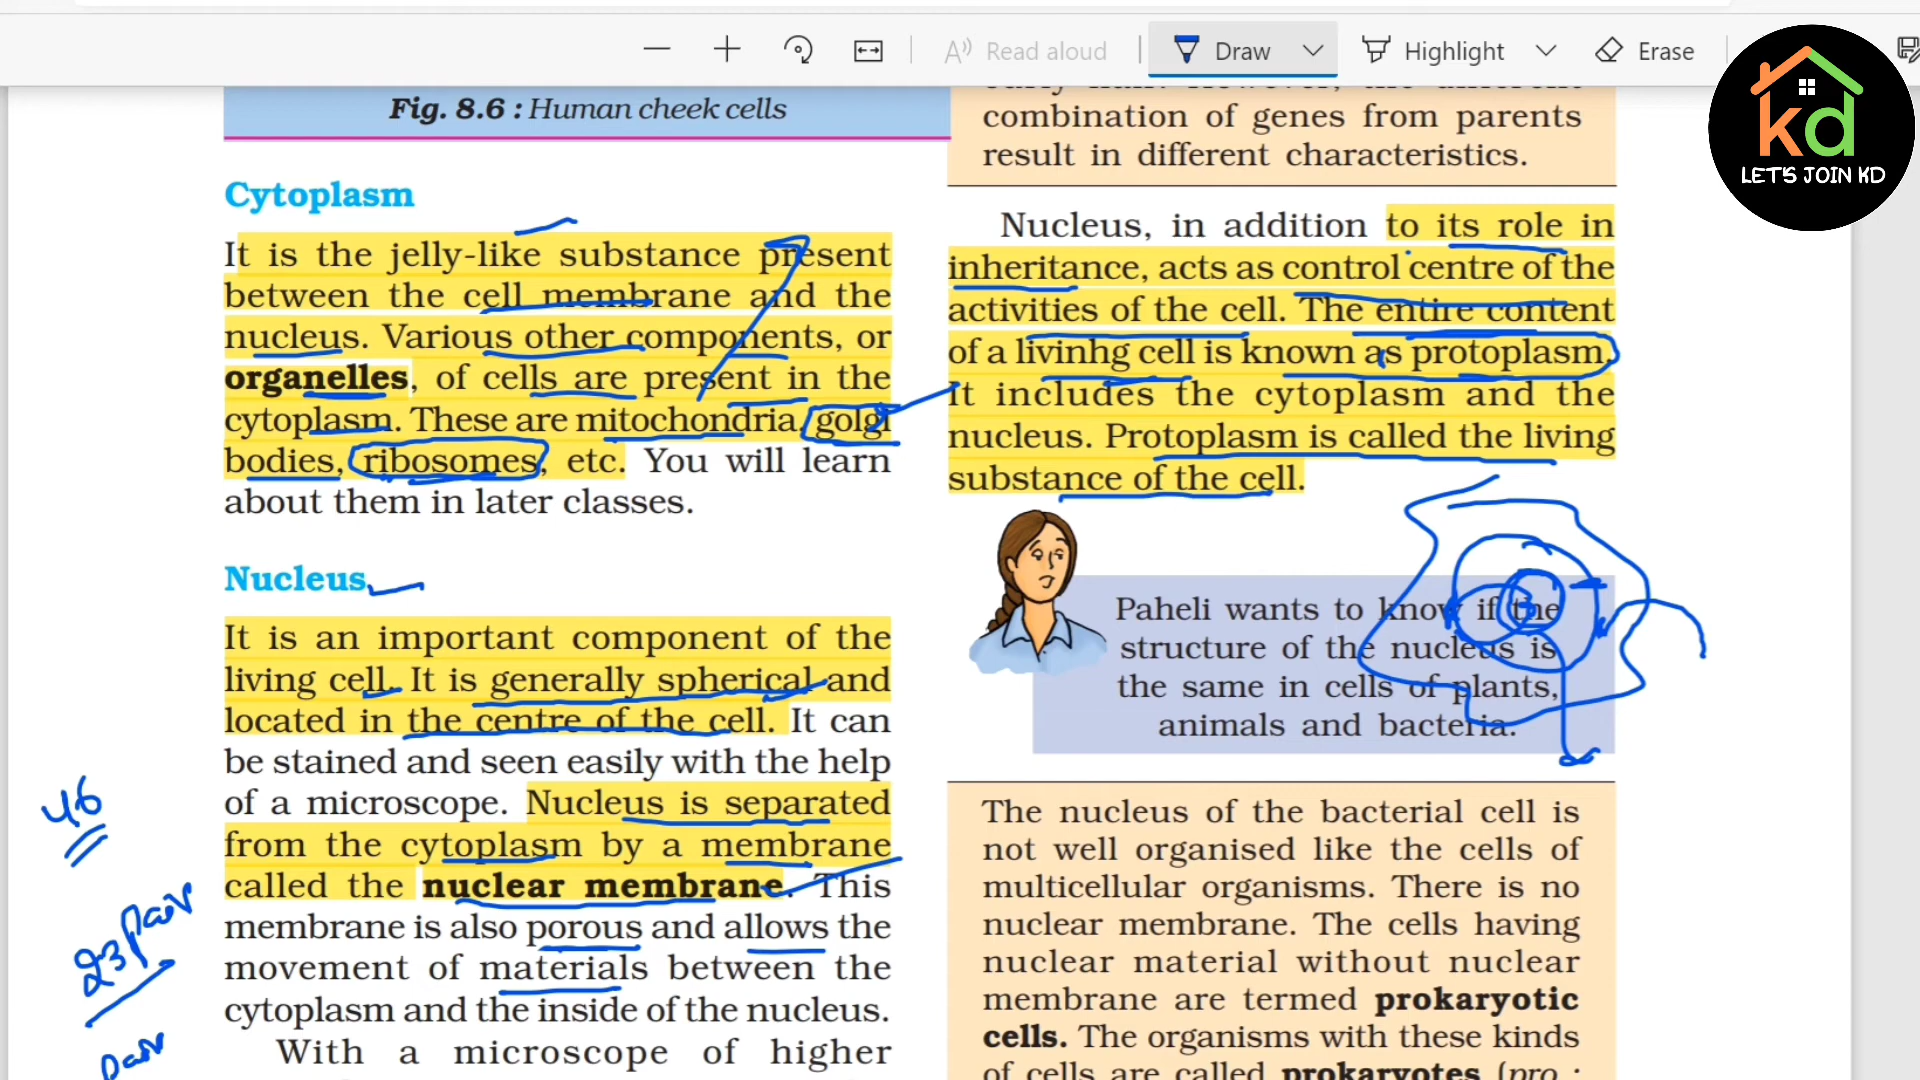 Read aloud
Draw
Highlight
Erase
kd
LET'S JOIN KD
Fig. 8.6 : Human cheek cells
Cytoplasm
It is the jelly-like substance present
between the cell membrane and the
nucleus. Various other components, or
organelles, of cells are present in the
cytoplasm. These are mitochondria, golgi
bodies, ribosomes, etc. You will learn
about them in later classes.
Nucleus
It is an important component of the
living cell. It is generally spherical and
located in the centre of the cell. It can
be stained and seen easily with the help
of a microscope. Nucleus is separated
from the cytoplasm by a membrane
called the nuclear membrane. This
membrane is also porous and allows the
movement of materials between the
cytoplasm and the inside of the nucleus.
With a microscope of higher
46
23 pair
pair
combination of genes from parents
result in different characteristics.
Nucleus, in addition to its role in
inheritance, acts as control centre of the
activities of the cell. The entire content
of a livinhg cell is known as protoplasm.
It includes the cytoplasm and the
nucleus. Protoplasm is called the living
substance of the cell.
Paheli wants to know if the
structure of the nucleus is
the same in cells of plants,
animals and bacteria.
The nucleus of the bacterial cell is
not well organised like the cells of
multicellular organisms. There is no
nuclear membrane. The cells having
nuclear material without nuclear
membrane are termed prokaryotic
cells. The organisms with these kinds
of cells are called prokaryotes (pro :